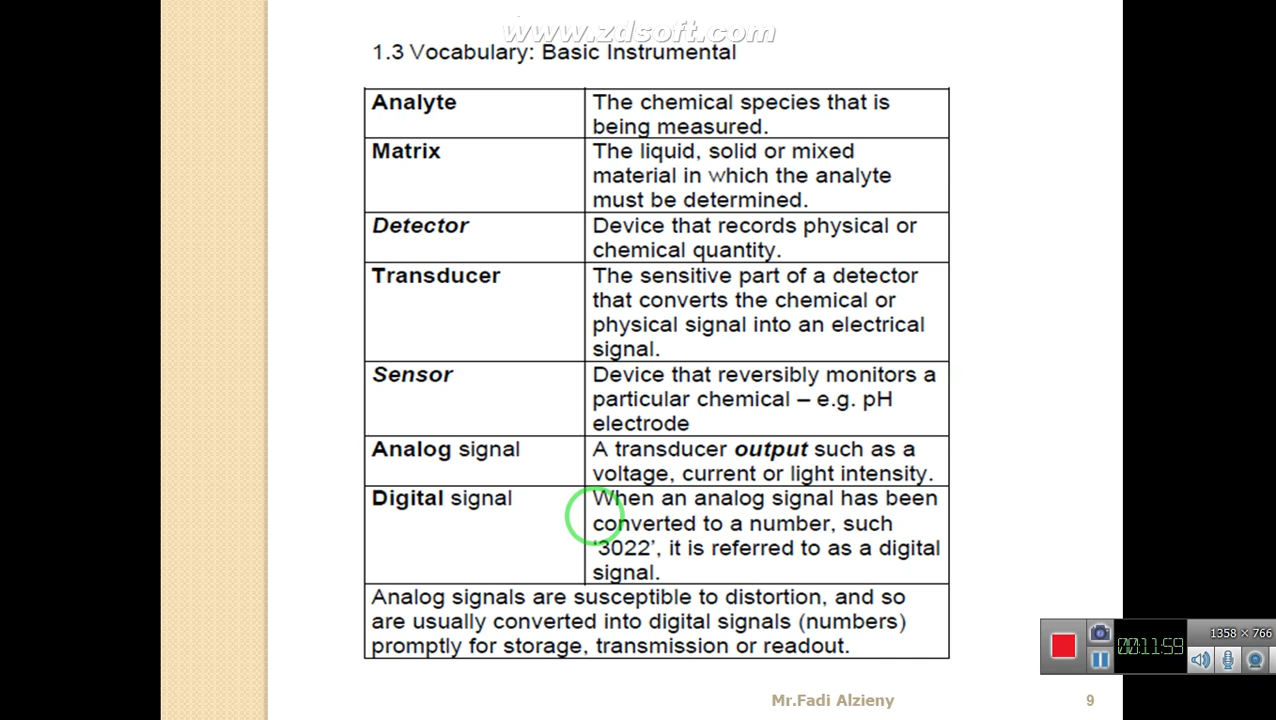 www.zdsoft.com
1.3 Vocabulary: Basic Instrumental
Analyte
The chemical species that is
being measured.
Matrix
The liquid, solid or mixed
material in which the analyte
must be determined.
Detector
Device that records physical or
chemical quantity.
Transducer
The sensitive part of a detector
that converts the chemical or
physical signal into an electrical
signal.
Sensor
Device that reversibly monitors a
particular chemical – e.g. pH
electrode
Analog signal
A transducer output such as a
voltage, current or light intensity.
Digital signal
When an analog signal has been
converted to a number, such
‘3022’, it is referred to as a digital
signal.
Analog signals are susceptible to distortion, and so
are usually converted into digital signals (numbers)
promptly for storage, transmission or readout.
1358 × 766
00:11:59
Mr.Fadi Alzieny
9